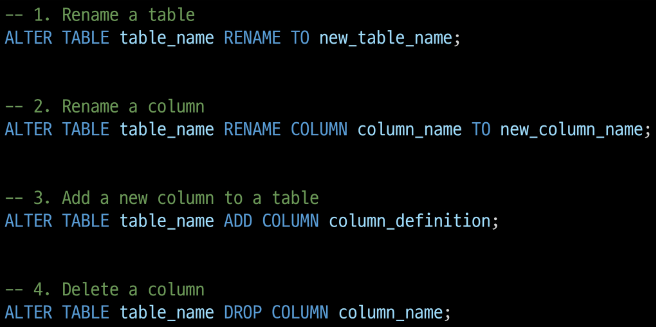 -- 1. Rename a table
ALTER TABLE table_name RENAME TO new_table_name;
-- 2. Rename a column
ALTER TABLE table_name RENAME COLUMN column_name TO new_column_name;
-- 3. Add a new column to a table
ALTER TABLE table_name ADD COLUMN column_definition;
-- 4. Delete a column
ALTER TABLE table_name DROP COLUMN column_name;